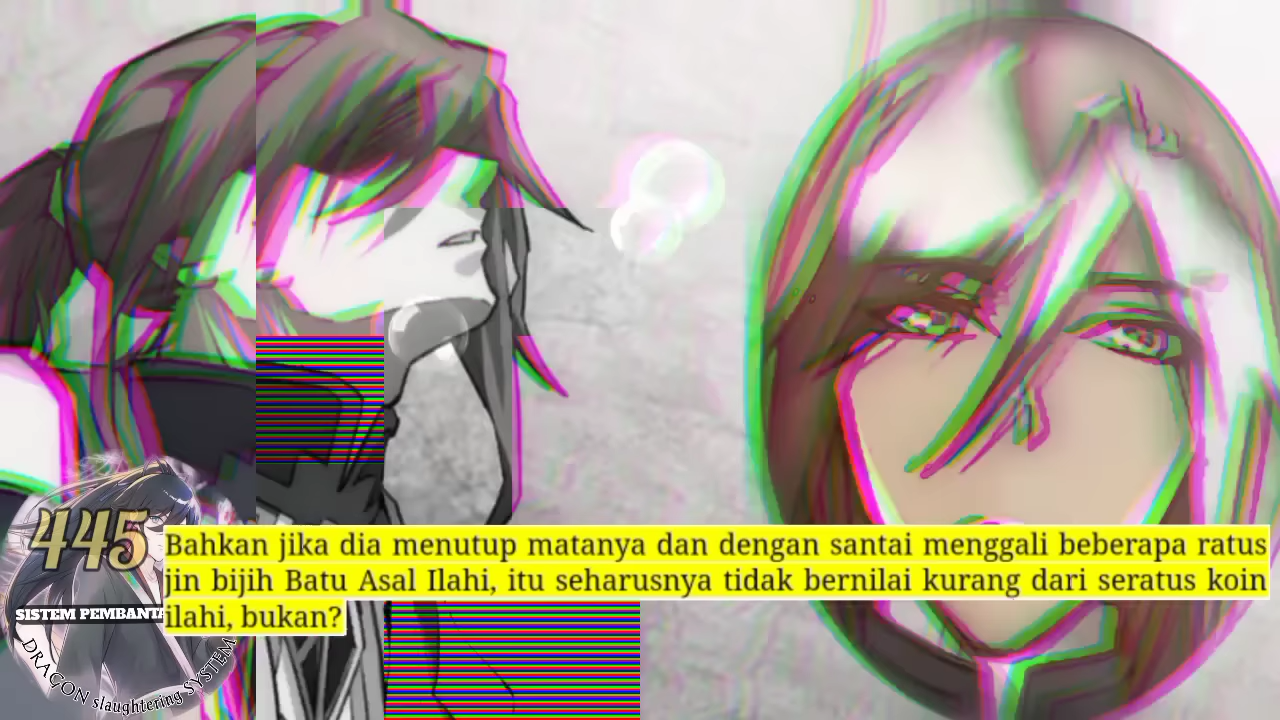 445
Bahkan jika dia menutup matanya dan dengan santai menggali beberapa ratus
jin bijih Batu Asal Ilahi, itu seharusnya tidak bernilai kurang dari seratus koin
ilahi, bukan?
SISTEM PEMBANTA
DRAGON slaughtering SYSTEM